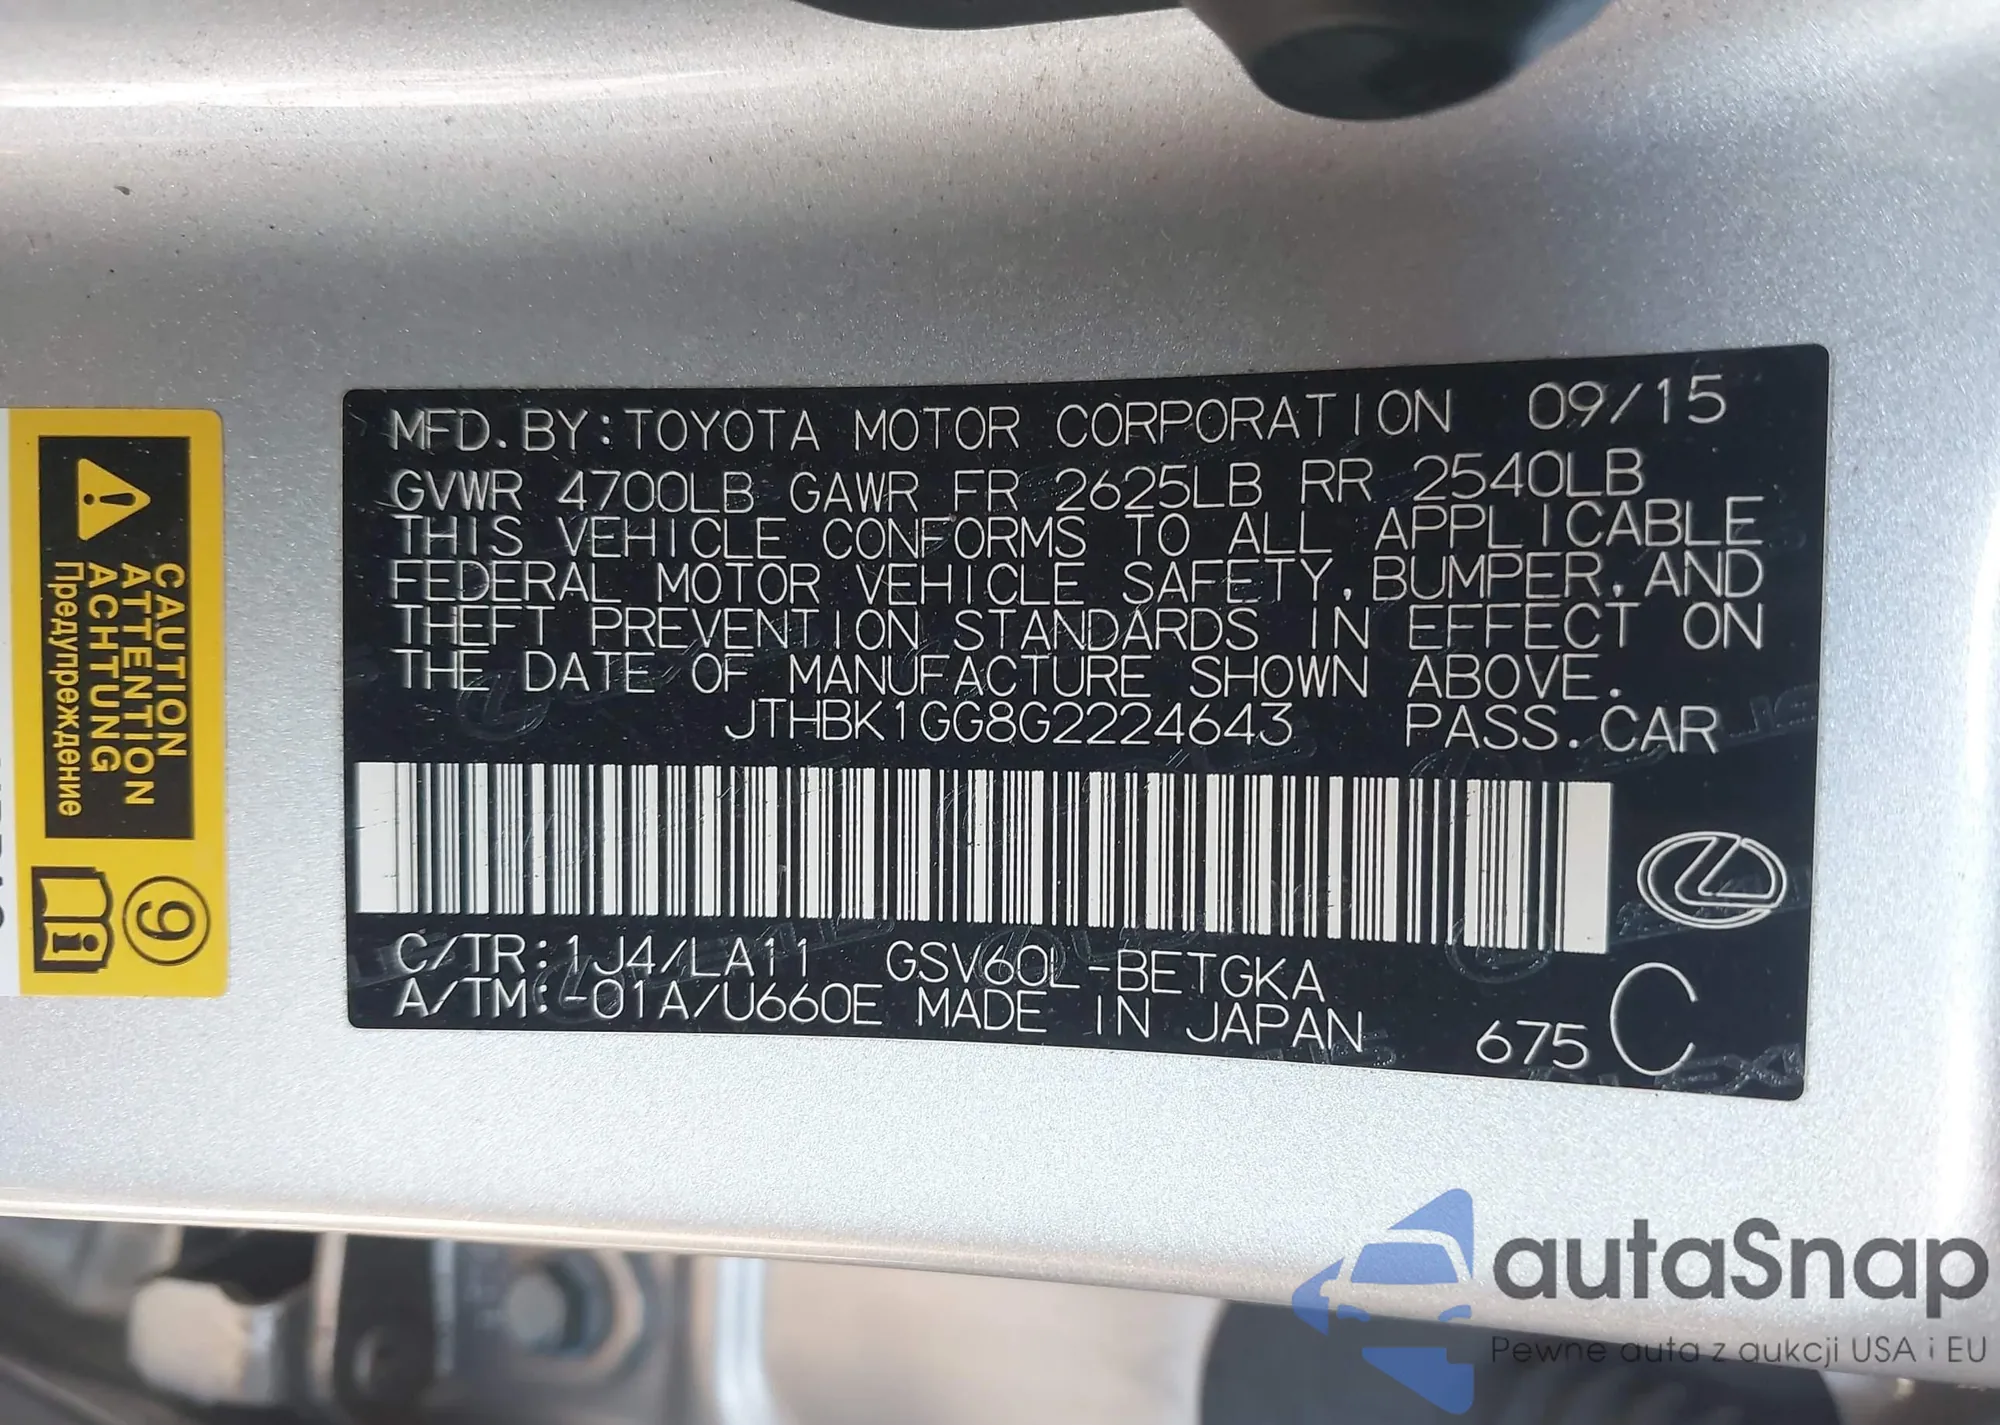 MFD. BY: TOYOTA MOTOR CORPORATION 09/15
GVWR 4700LB GAWR FR 2625LB RR 2540LB
THIS VEHICLE CONFORMS TO ALL APPLICABLE
FEDERAL MOTOR VEHICLE SAFETY, BUMPER, AND
THEFT PREVENTION STANDARDS IN EFFECT ON
THE DATE OF MANUFACTURE SHOWN ABOVE.
JTHBK1GG8G2224643 PASS. CAR
C/TR: 1J4/LA11 GSV60L-BETGKA
A/TM: -01A/U660E MADE IN JAPAN 675 C
CAUTION
ATTENTION
ACHTUNG
Предупреждение
9
i
autaSnap
Pewne auta z aukcji USA i EU